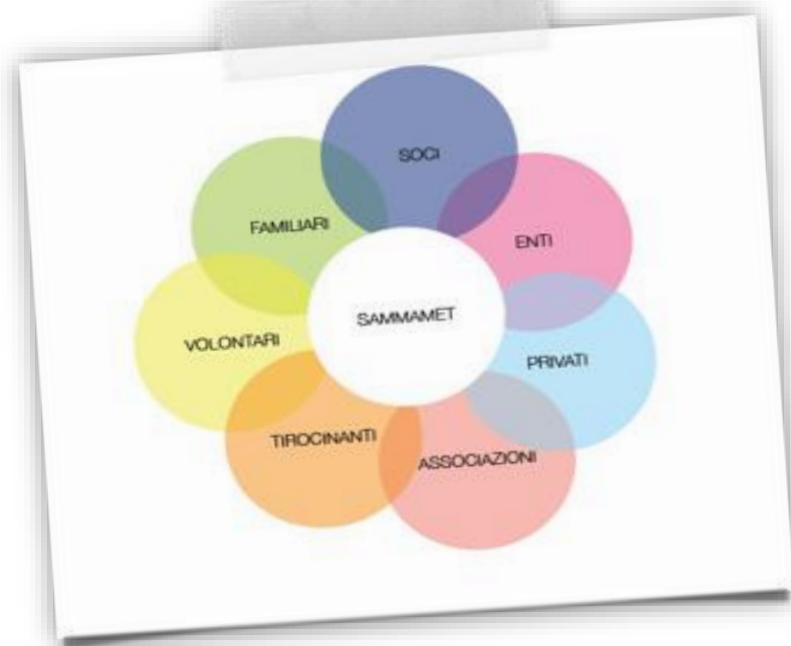 SOCI
ENTI
PRIVATI
ASSOCIAZIONI
TIROCINANTI
VOLONTARI
FAMILIARI
SAMMAMET